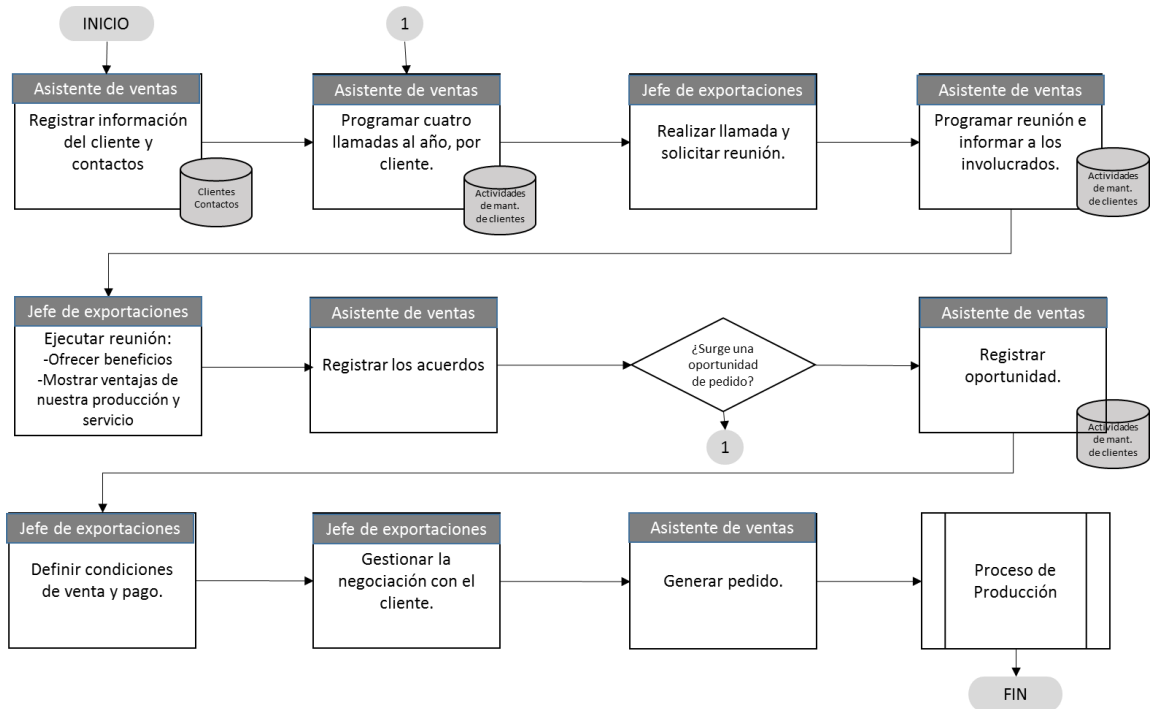 INICIO
1
Asistente de ventas
Registrar información
del cliente y
contactos
Clientes
Contactos
Asistente de ventas
Programar cuatro
llamadas al año, por
cliente.
Actividades
de mant.
de clientes
Jefe de exportaciones
Realizar llamada y
solicitar reunión.
Asistente de ventas
Programar reunión e
informar a los
involucrados.
Actividades
de mant.
de clientes
Jefe de exportaciones
Ejecutar reunión:
-Ofrecer beneficios
-Mostrar ventajas de
nuestra producción y
servicio
Asistente de ventas
Registrar los acuerdos
¿Surge una
oportunidad
de pedido?
1
Asistente de ventas
Registrar
oportunidad.
Actividades
de mant.
de clientes
Jefe de exportaciones
Definir condiciones
de venta y pago.
Jefe de exportaciones
Gestionar la
negociación con el
cliente.
Asistente de ventas
Generar pedido.
Proceso de
Producción
FIN